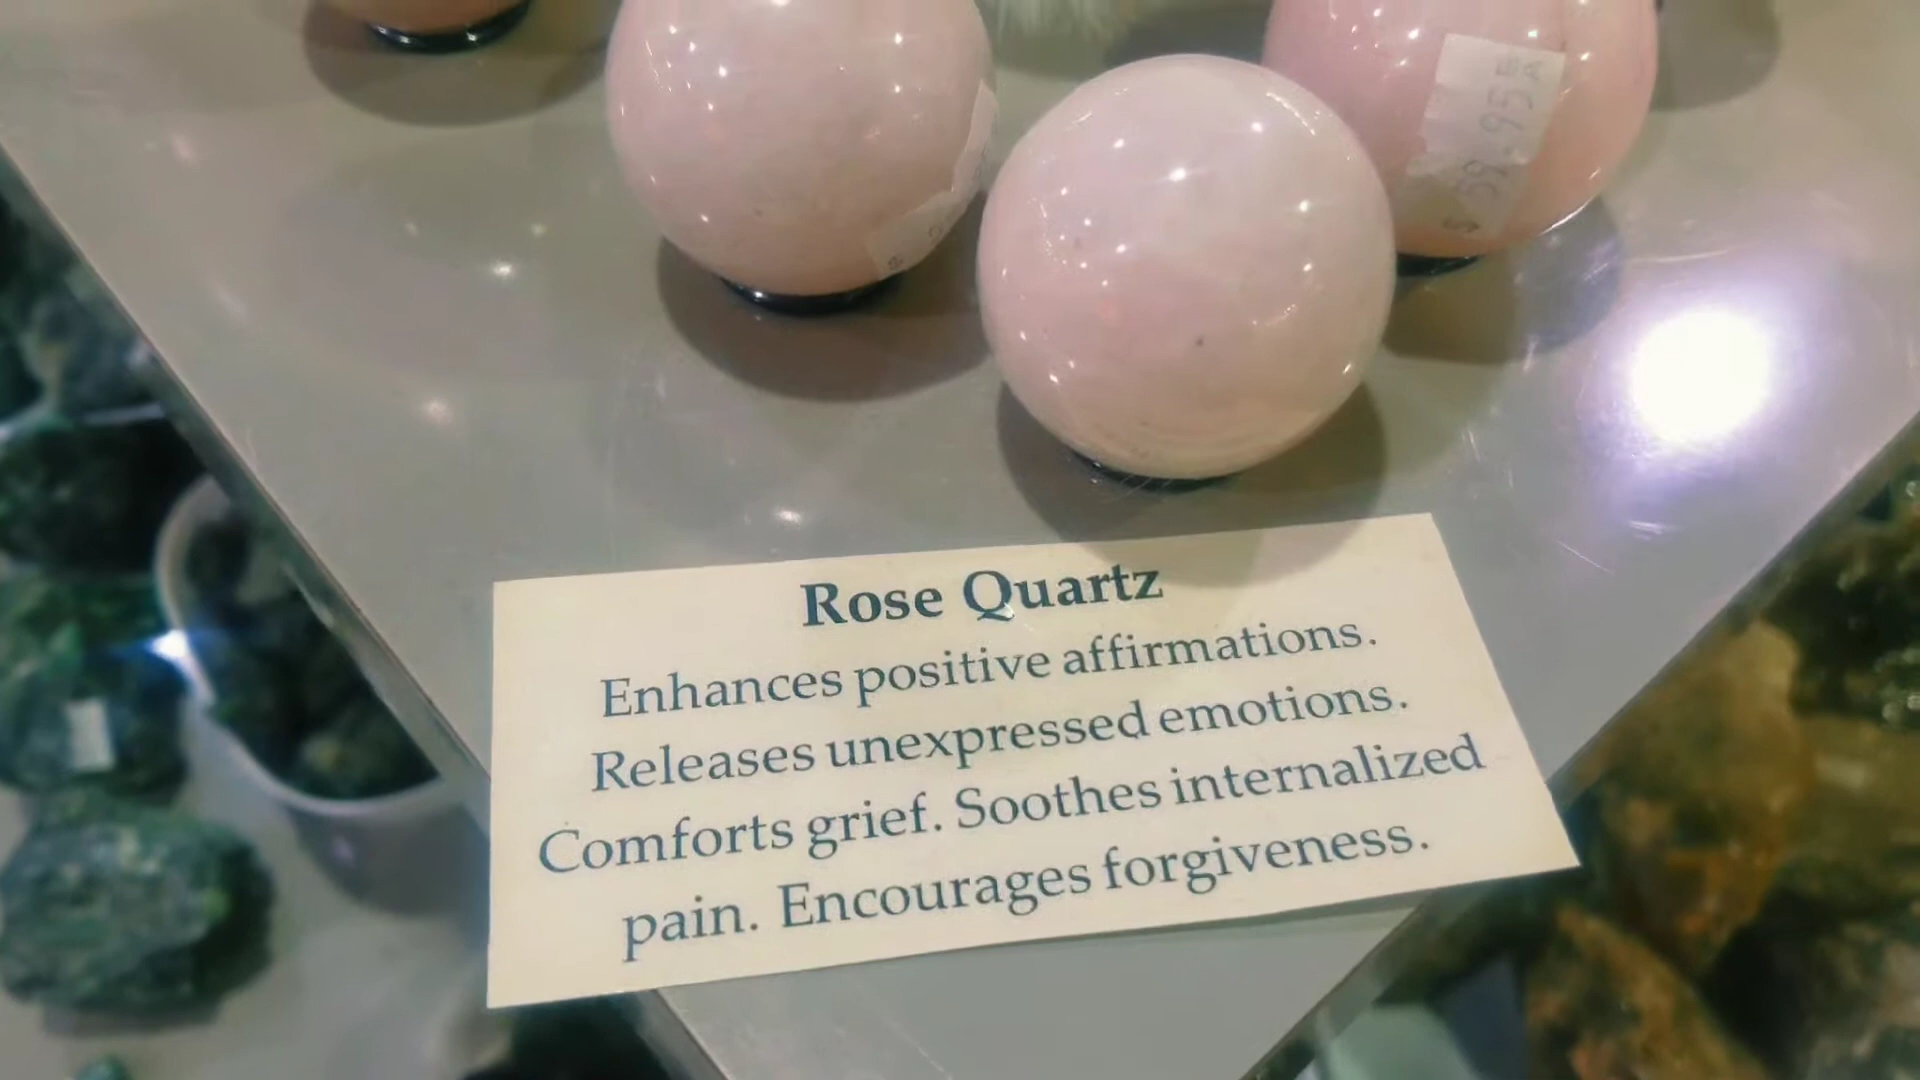 Rose Quartz
Enhances positive affirmations.
Releases unexpressed emotions.
Comforts grief. Soothes internalized
pain. Encourages forgiveness.